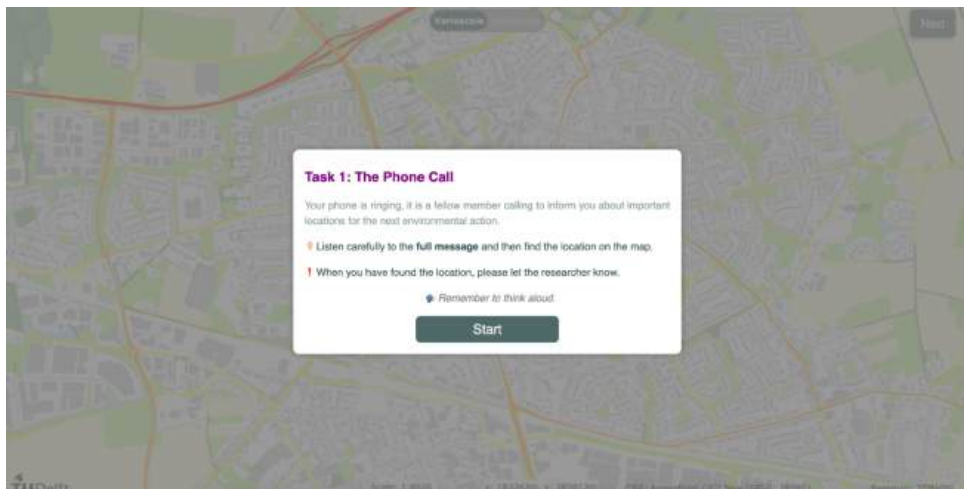 Varioscale
Next
Task 1: The Phone Call
Your phone is ringing, it is a fellow member calling to inform you about important
locations for the next environmental action.
Listen carefully to the full message and then find the location on the map.
When you have found the location, please let the researcher know.
Remember to think aloud.
Start
TUDelft